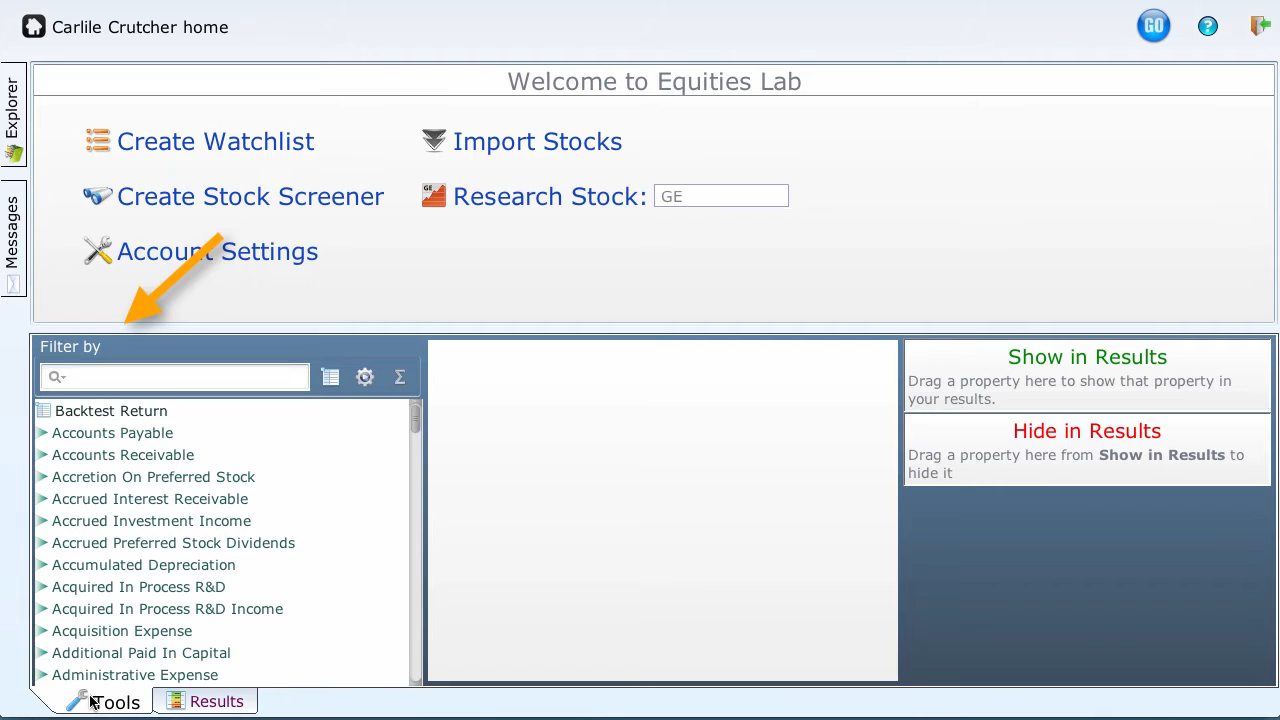 Carlile Crutcher home
GO
?
Explorer
Messages
Welcome to Equities Lab
Create Watchlist
Import Stocks
Create Stock Screener
GE
Research Stock:
GE
Account Settings
Filter by
Σ
Backtest Return
Accounts Payable
Accounts Receivable
Accretion On Preferred Stock
Accrued Interest Receivable
Accrued Investment Income
Accrued Preferred Stock Dividends
Accumulated Depreciation
Acquired In Process R&D
Acquired In Process R&D Income
Acquisition Expense
Additional Paid In Capital
Administrative Expense
Show in Results
Drag a property here to show that property in
your results.
Hide in Results
Drag a property here from Show in Results to
hide it
Tools
Results